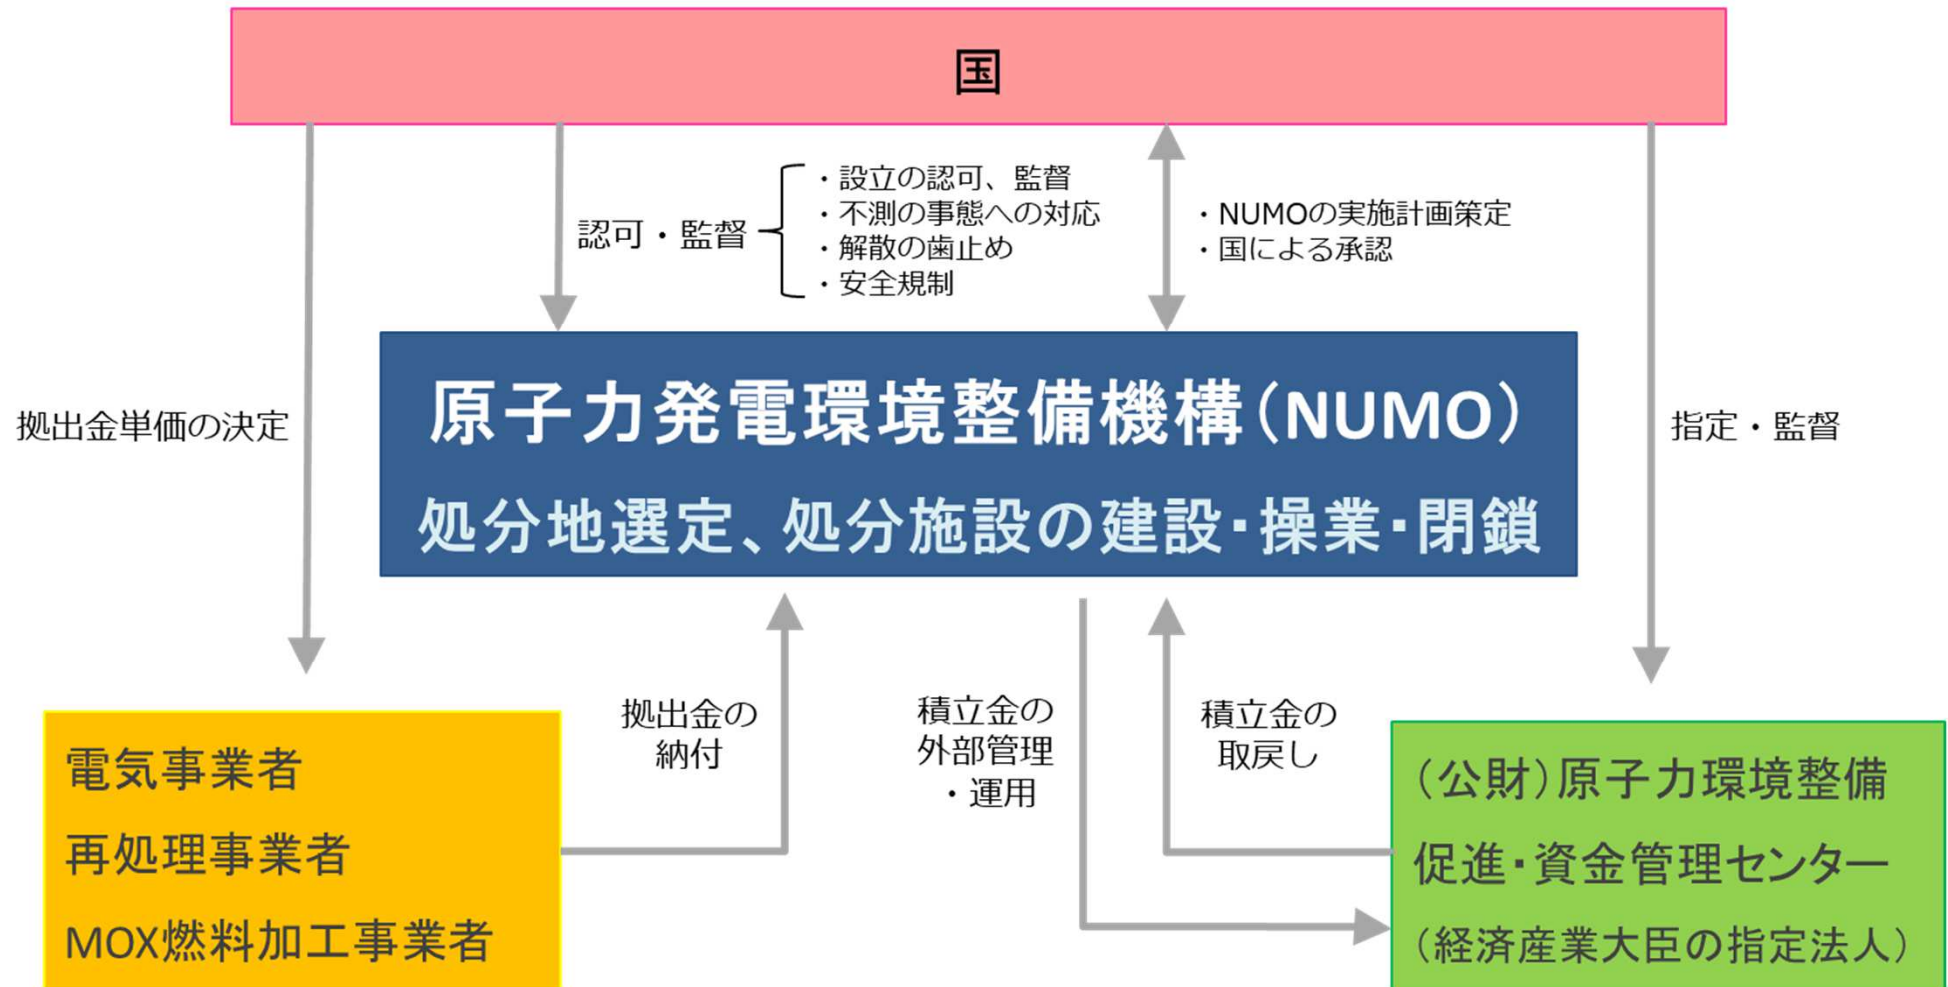 国
認可・監督
・設立の認可、監督
・不測の事態への対応
・解散の歯止め
・安全規制
・NUMOの実施計画策定
・国による承認
拠出金単価の決定
原子力発電環境整備機構（NUMO）
処分地選定、処分施設の建設・操業・閉鎖
指定・監督
拠出金の
納付
積立金の
外部管理
・運用
積立金の
取戻し
電気事業者
再処理事業者
MOX燃料加工事業者
（公財）原子力環境整備
促進・資金管理センター
（経済産業大臣の指定法人）